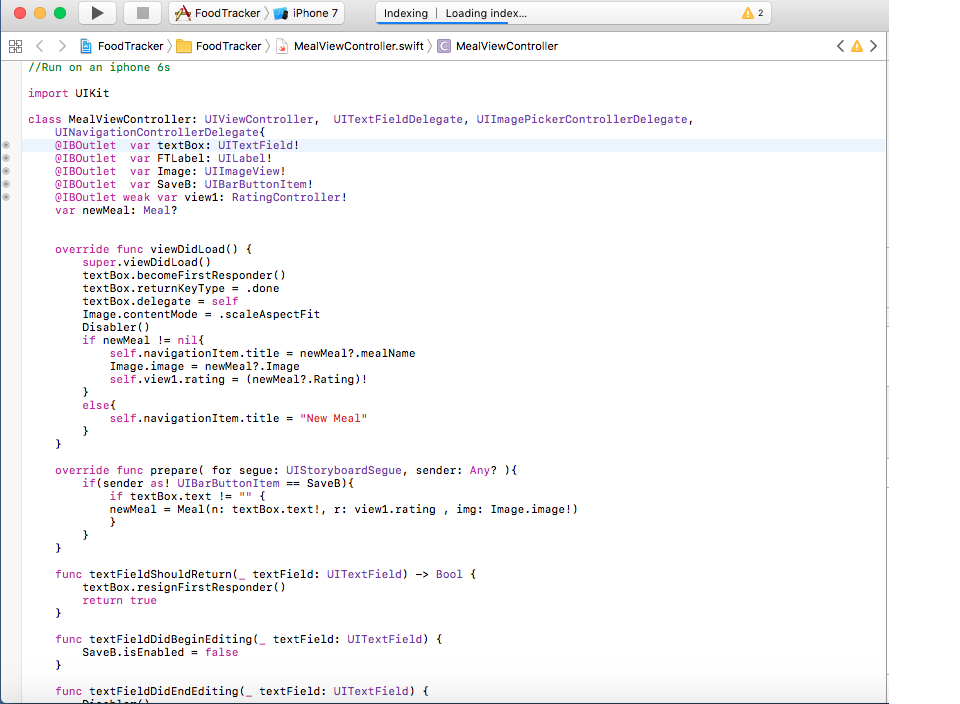 FoodTracker iPhone 7 Indexing | Loading index... 2
FoodTracker FoodTracker MealViewController.swift C MealViewController
//Run on an iphone 6s
import UIKit
class MealViewController: UIViewController,  UITextFieldDelegate, UIImagePickerControllerDelegate,
    UINavigationControllerDelegate{
    @IBOutlet  var textBox: UITextField!
    @IBOutlet  var FTLabel: UILabel!
    @IBOutlet  var Image: UIImageView!
    @IBOutlet  var SaveB: UIBarButtonItem!
    @IBOutlet weak var view1: RatingController!
    var newMeal: Meal?
    override func viewDidLoad() {
        super.viewDidLoad()
        textBox.becomeFirstResponder()
        textBox.returnKeyType = .done
        textBox.delegate = self
        Image.contentMode = .scaleAspectFit
        Disabler()
        if newMeal != nil{
            self.navigationItem.title = newMeal?.mealName
            Image.image = newMeal?.Image
            self.view1.rating = (newMeal?.Rating)!
        }
        else{
            self.navigationItem.title = "New Meal"
        }
    }
    override func prepare( for segue: UIStoryboardSegue, sender: Any? ){
        if(sender as! UIBarButtonItem == SaveB){
            if textBox.text != "" {
            newMeal = Meal(n: textBox.text!, r: view1.rating , img: Image.image!)
            }
        }
    }
    func textFieldShouldReturn(_ textField: UITextField) -> Bool {
        textBox.resignFirstResponder()
        return true
    }
    func textFieldDidBeginEditing(_ textField: UITextField) {
        SaveB.isEnabled = false
    }
    func textFieldDidEndEditing(_ textField: UITextField) {
        Disabler()